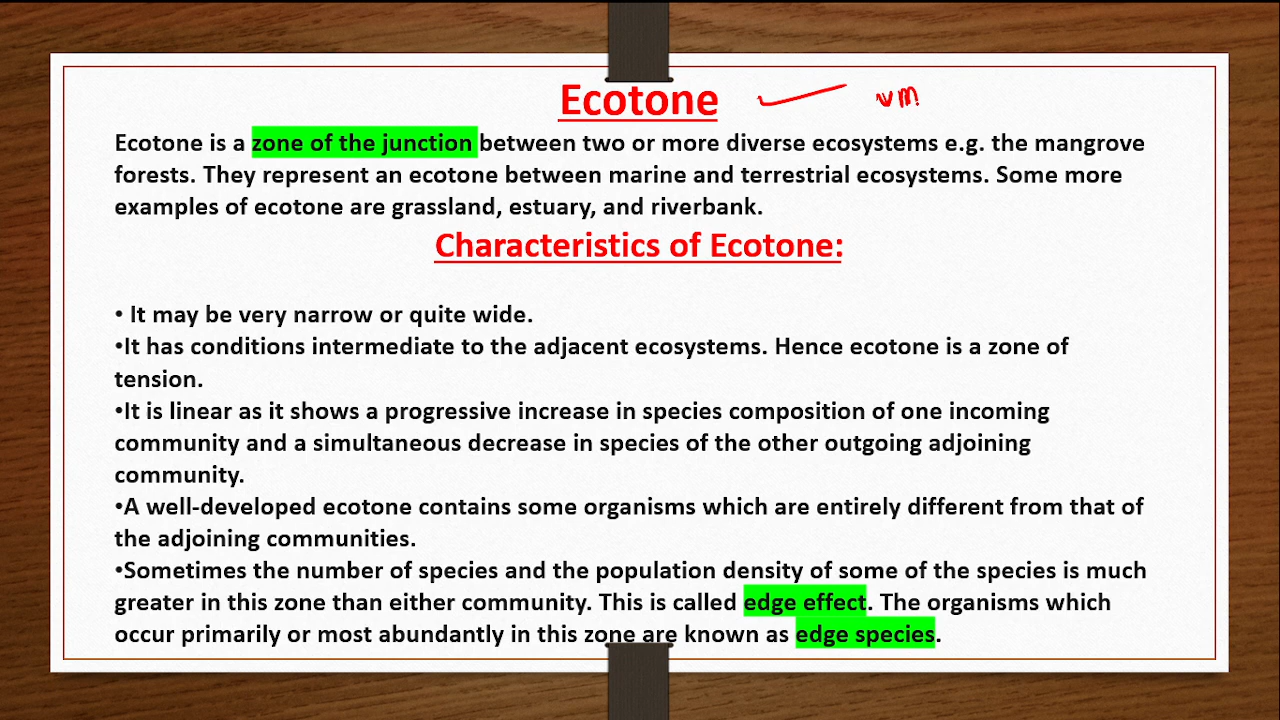 Ecotone
Ecotone is a zone of the junction between two or more diverse ecosystems e.g. the mangrove
forests. They represent an ecotone between marine and terrestrial ecosystems. Some more
examples of ecotone are grassland, estuary, and riverbank.
Characteristics of Ecotone:
• It may be very narrow or quite wide.
•It has conditions intermediate to the adjacent ecosystems. Hence ecotone is a zone of
tension.
•It is linear as it shows a progressive increase in species composition of one incoming
community and a simultaneous decrease in species of the other outgoing adjoining
community.
•A well-developed ecotone contains some organisms which are entirely different from that of
the adjoining communities.
•Sometimes the number of species and the population density of some of the species is much
greater in this zone than either community. This is called edge effect. The organisms which
occur primarily or most abundantly in this zone are known as edge species.